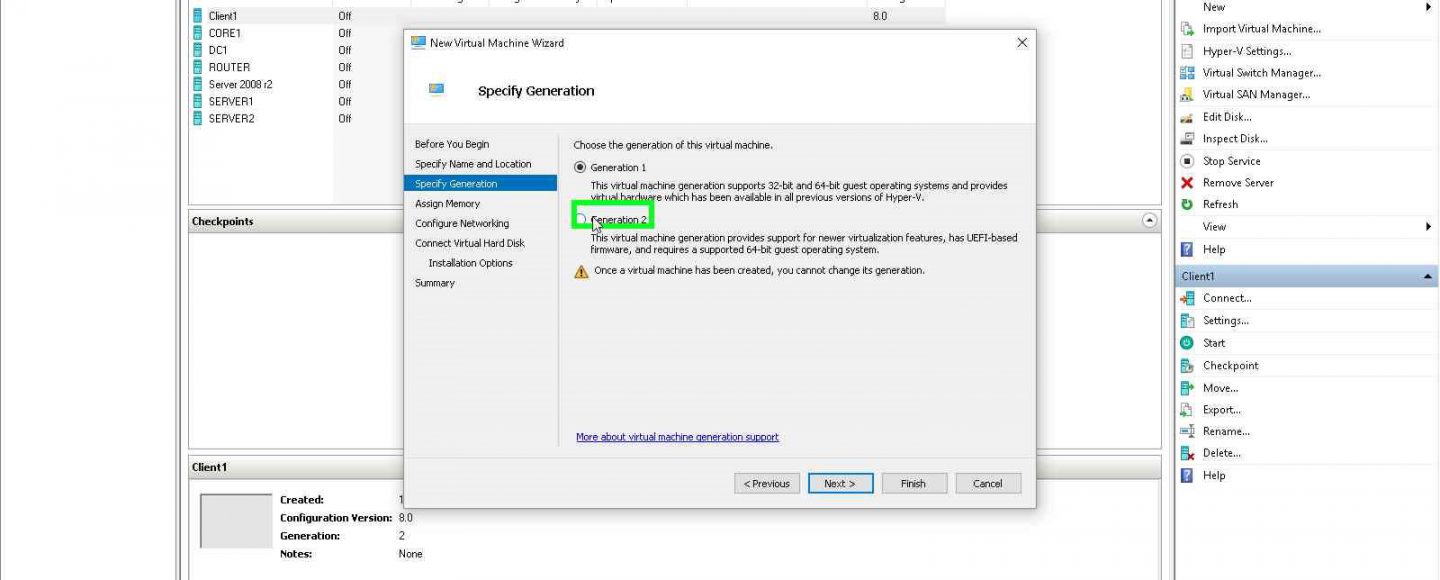 New
Client1 Off 8.0
CORE1 Off
DC1 Off
ROUTER Off
Server 2008 r2 Off
SERVER1 Off
SERVER2 Off
Checkpoints
Client1
Created: 1
Configuration Version: 8.0
Generation: 2
Notes: None
New Virtual Machine Wizard
Specify Generation
Before You Begin
Specify Name and Location
Specify Generation
Assign Memory
Configure Networking
Connect Virtual Hard Disk
Installation Options
Summary
Choose the generation of this virtual machine.
Generation 1
This virtual machine generation supports 32-bit and 64-bit guest operating systems and provides
virtual hardware which has been available in all previous versions of Hyper-V.
Generation 2
This virtual machine generation provides support for newer virtualization features, has UEFI-based
firmware, and requires a supported 64-bit guest operating system.
Once a virtual machine has been created, you cannot change its generation.
More about virtual machine generation support
< Previous
Next >
Finish
Cancel
Import Virtual Machine...
Hyper-V Settings...
Virtual Switch Manager...
Virtual SAN Manager...
Edit Disk...
Inspect Disk...
Stop Service
Remove Server
Refresh
View
Help
Client1
Connect...
Settings...
Start
Checkpoint
Move...
Export...
Rename...
Delete...
Help